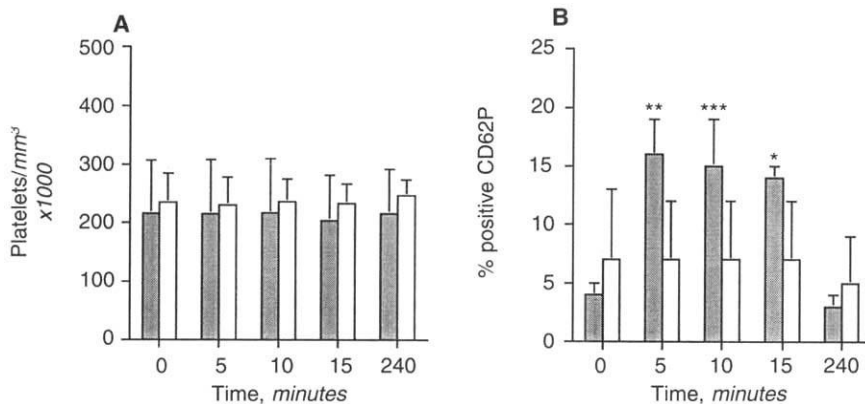 A
500
400
300
200
100
0
Platelets/mm³
x1000
0 5 10 15 240
Time, minutes
B
25
20
15
10
5
0
% positive CD62P
** *** *
0 5 10 15 240
Time, minutes